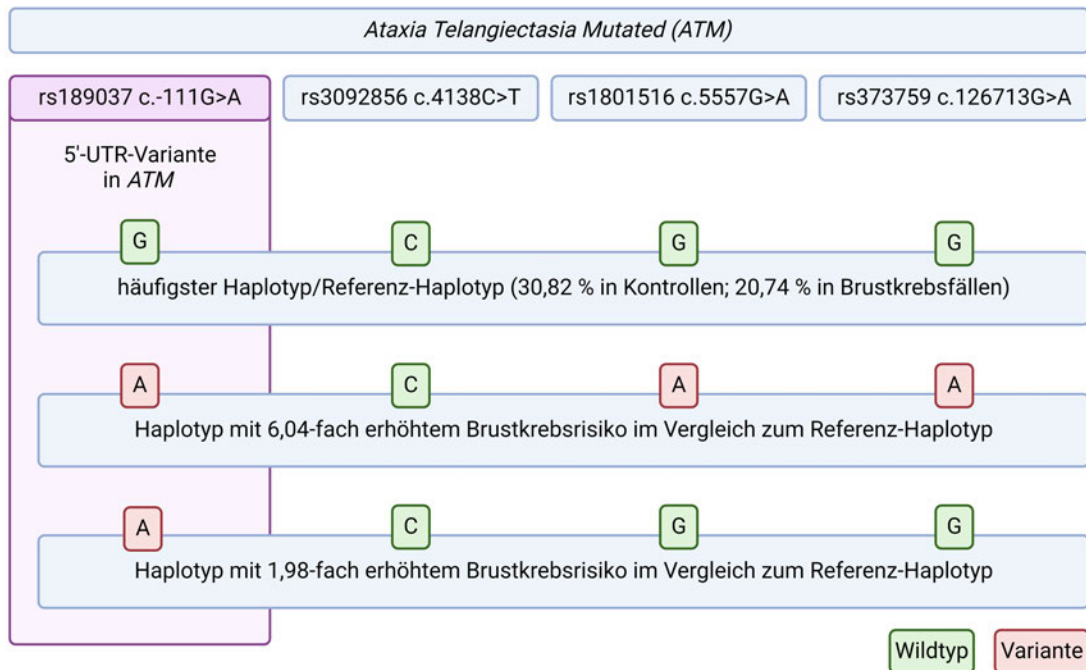 Ataxia Telangiectasia Mutated (ATM)
rs189037 c.-111G>A
rs3092856 c.4138C>T
rs1801516 c.5557G>A
rs373759 c.126713G>A
5'-UTR-Variante
in ATM
G C G G
häufigster Haplotyp/Referenz-Haplotyp (30,82 % in Kontrollen; 20,74 % in Brustkrebsfällen)
A C A A
Haplotyp mit 6,04-fach erhöhtem Brustkrebsrisiko im Vergleich zum Referenz-Haplotyp
A C G G
Haplotyp mit 1,98-fach erhöhtem Brustkrebsrisiko im Vergleich zum Referenz-Haplotyp
Wildtyp
Variante